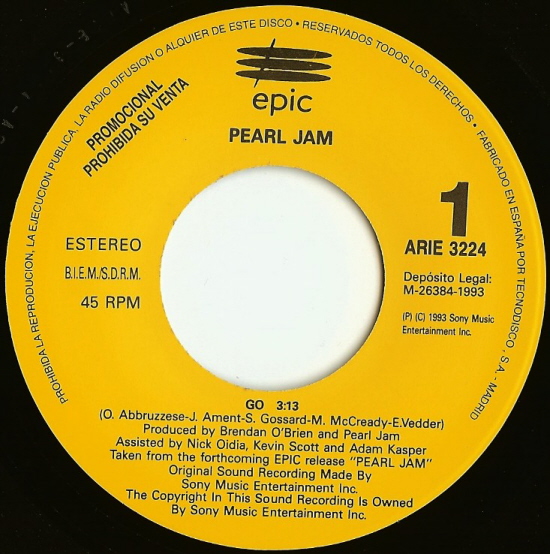 PROHIBIDA LA REPRODUCCION, LA EJECUCION PUBLICA, LA RADIO DIFUSION O ALQUIER DE ESTE DISCO • RESERVADOS TODOS LOS DERECHOS • FABRICADO EN ESPAÑA POR TECNODISCO, S.A. - MADRID
epic
PROMOCIONAL
PROHIBIDA SU VENTA
PEARL JAM
1
ESTEREO
ARIE 3224
B.I.E.M./S.D.R.M.
Depósito Legal:
M-26384-1993
45 RPM
(P) (C) 1993 Sony Music
Entertainment Inc.
GO 3:13
(O. Abbruzzese-J. Ament-S. Gossard-M. McCready-E.Vedder)
Produced by Brendan O'Brien and Pearl Jam
Assisted by Nick Oidia, Kevin Scott and Adam Kasper
Taken from the forthcoming EPIC release "PEARL JAM"
Original Sound Recording Made By
Sony Music Entertainment Inc.
The Copyright In This Sound Recording Is Owned
By Sony Music Entertainment Inc.